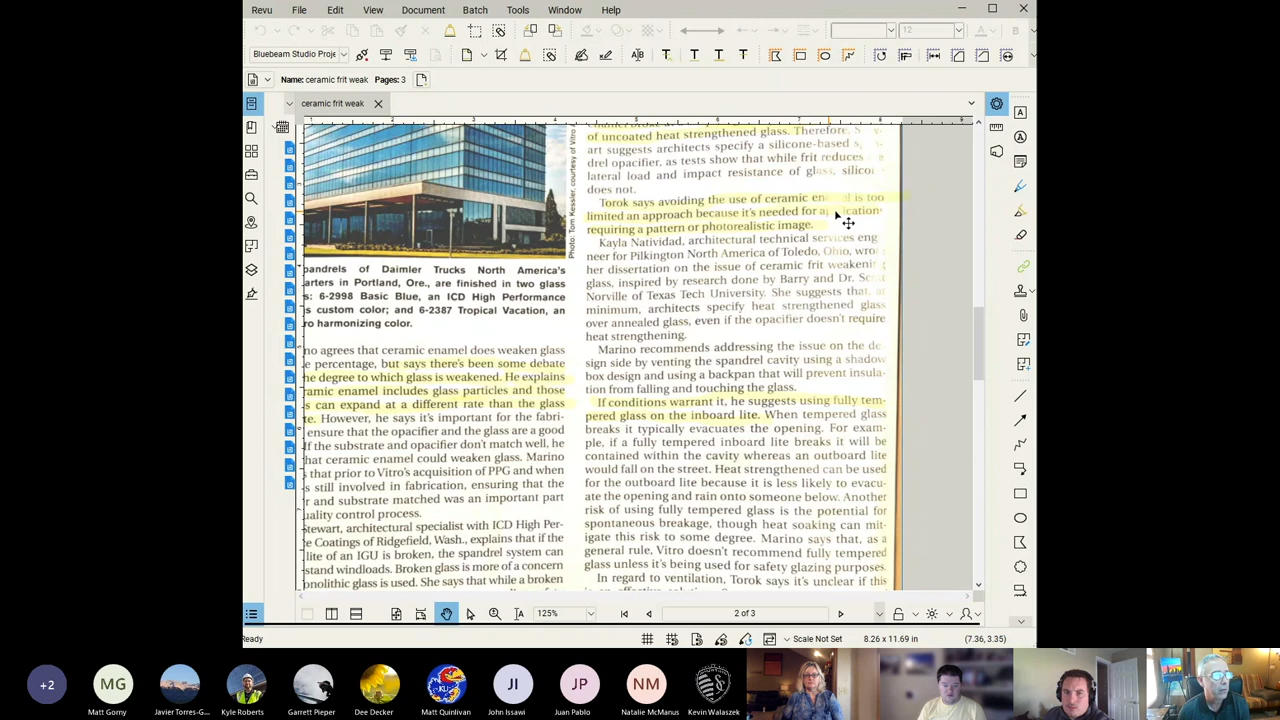 Revu File Edit View Document Batch Tools Window Help
12
Bluebeam Studio Proje
Name: ceramic frit weak Pages: 3
ceramic frit weak
Photo: Tom Kessler, courtesy of Vitro
pandrels of Daimler Trucks North America's
arters in Portland, Ore., are finished in two glass
s: 6-2998 Basic Blue, an ICD High Performance
s custom color; and 6-2387 Tropical Vacation, an
ro harmonizing color.
no agrees that ceramic enamel does weaken glass
e percentage, but says there's been some debate
he degree to which glass is weakened. He explains
ramic enamel includes glass particles and those
s can expand at a different rate than the glass
te. However, he says it's important for the fabri-
ensure that the opacifier and the glass are a good
f the substrate and opacifier don't match well, he
hat ceramic enamel could weaken glass. Marino
s that prior to Vitro's acquisition of PPG and when
s still involved in fabrication, ensuring that the
r and substrate matched was an important part
uality control process.
Stewart, architectural specialist with ICD High Per-
e Coatings of Ridgefield, Wash., explains that if the
lite of an IGU is broken, the spandrel system can
stand windloads. Broken glass is more of a concern
onolithic glass is used. She says that while a broken
of uncoated heat strengthened glass. Therefore,
art suggests architects specify a silicone-based
drel opacifier, as tests show that while frit reduces
lateral load and impact resistance of glass, silicon
does not.
Torok says avoiding the use of ceramic is too
limited an approach because it's needed for
requiring a pattern or photorealistic image.
Kayla Natividad, architectural technical services eng
neer for Pilkington North America of Toledo, Ohio, wro
her dissertation on the issue of ceramic frit weakening
glass, inspired by research done by Barry and Dr.
Norville of Texas Tech University. She suggests that,
minimum, architects specify heat strengthened glass
over annealed glass, even if the opacifier doesn't require
heat strengthening.
Marino recommends addressing the issue on the de-
sign side by venting the spandrel cavity using a shadow
box design and using a backpan that will prevent insula-
tion from falling and touching the glass.
If conditions warrant it, he suggests using fully tem-
pered glass on the inboard lite. When tempered glass
breaks it typically evacuates the opening. For exam-
ple, if a fully tempered inboard lite breaks it will be
contained within the cavity whereas an outboard lite
would fall on the street. Heat strengthened can be used
for the outboard lite because it is less likely to evacu-
ate the opening and rain onto someone below. Another
risk of using fully tempered glass is the potential for
spontaneous breakage, though heat soaking can mit-
igate this risk to some degree. Marino says that, as a
general rule, Vitro doesn't recommend fully tempered
glass unless it's being used for safety glazing purposes.
In regard to ventilation, Torok says it's unclear if this
125%
2 of 3
Ready
Scale Not Set
8.26 x 11.69 in
(7.36, 3.35)
+2
MG
JI
JP
NM
Matt Gorny
Javier Torres-G...
Kyle Roberts
Garrett Pieper
Dee Decker
Matt Quinlivan
John Issawi
Juan Pablo
Natalie McManus
Kevin Walaszek